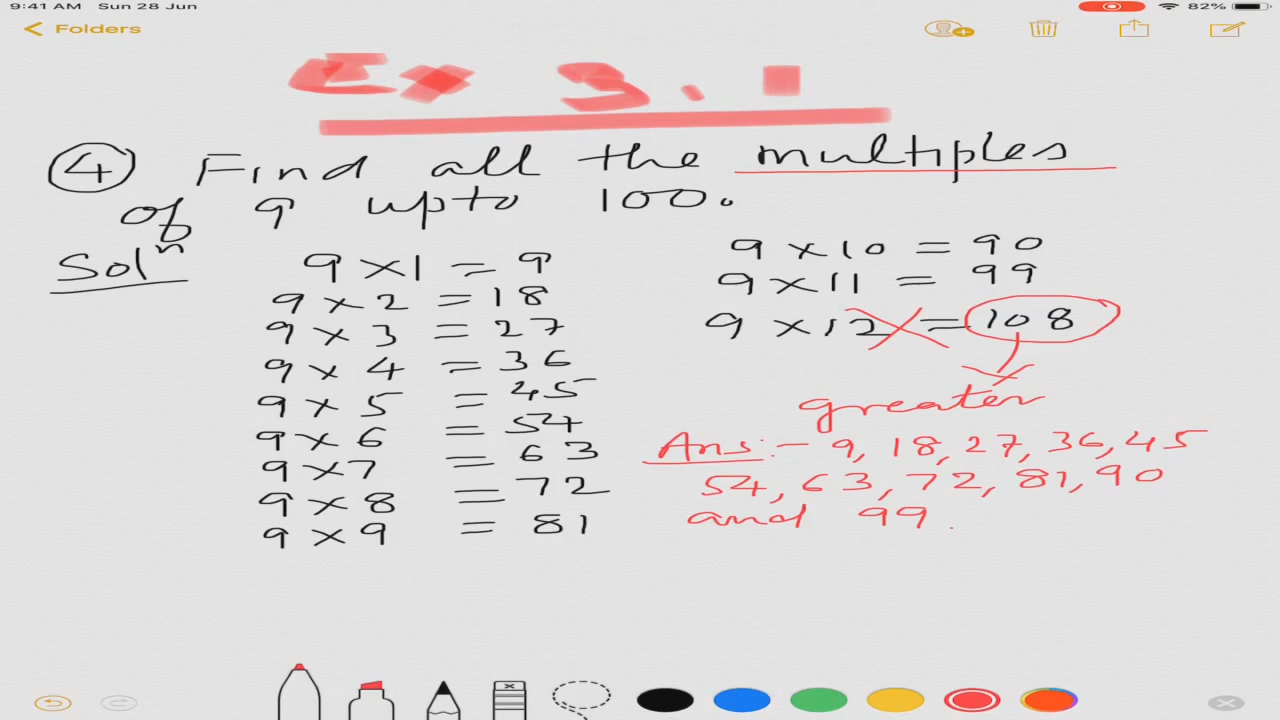 9:41 AM Sun 28 Jun
82%
Folders
Ex 3.1
4 Find all the multiples
of 9 upto 100.
Solⁿ
9 × 1 = 9
9 × 2 = 18
9 × 3 = 27
9 × 4 = 36
9 × 5 = 45
9 × 6 = 54
9 × 7 = 63
9 × 8 = 72
9 × 9 = 81
9 × 10 = 90
9 × 11 = 99
9 × 12 = 108
greater
Ans:- 9, 18, 27, 36, 45
54, 63, 72, 81, 90
and 99.